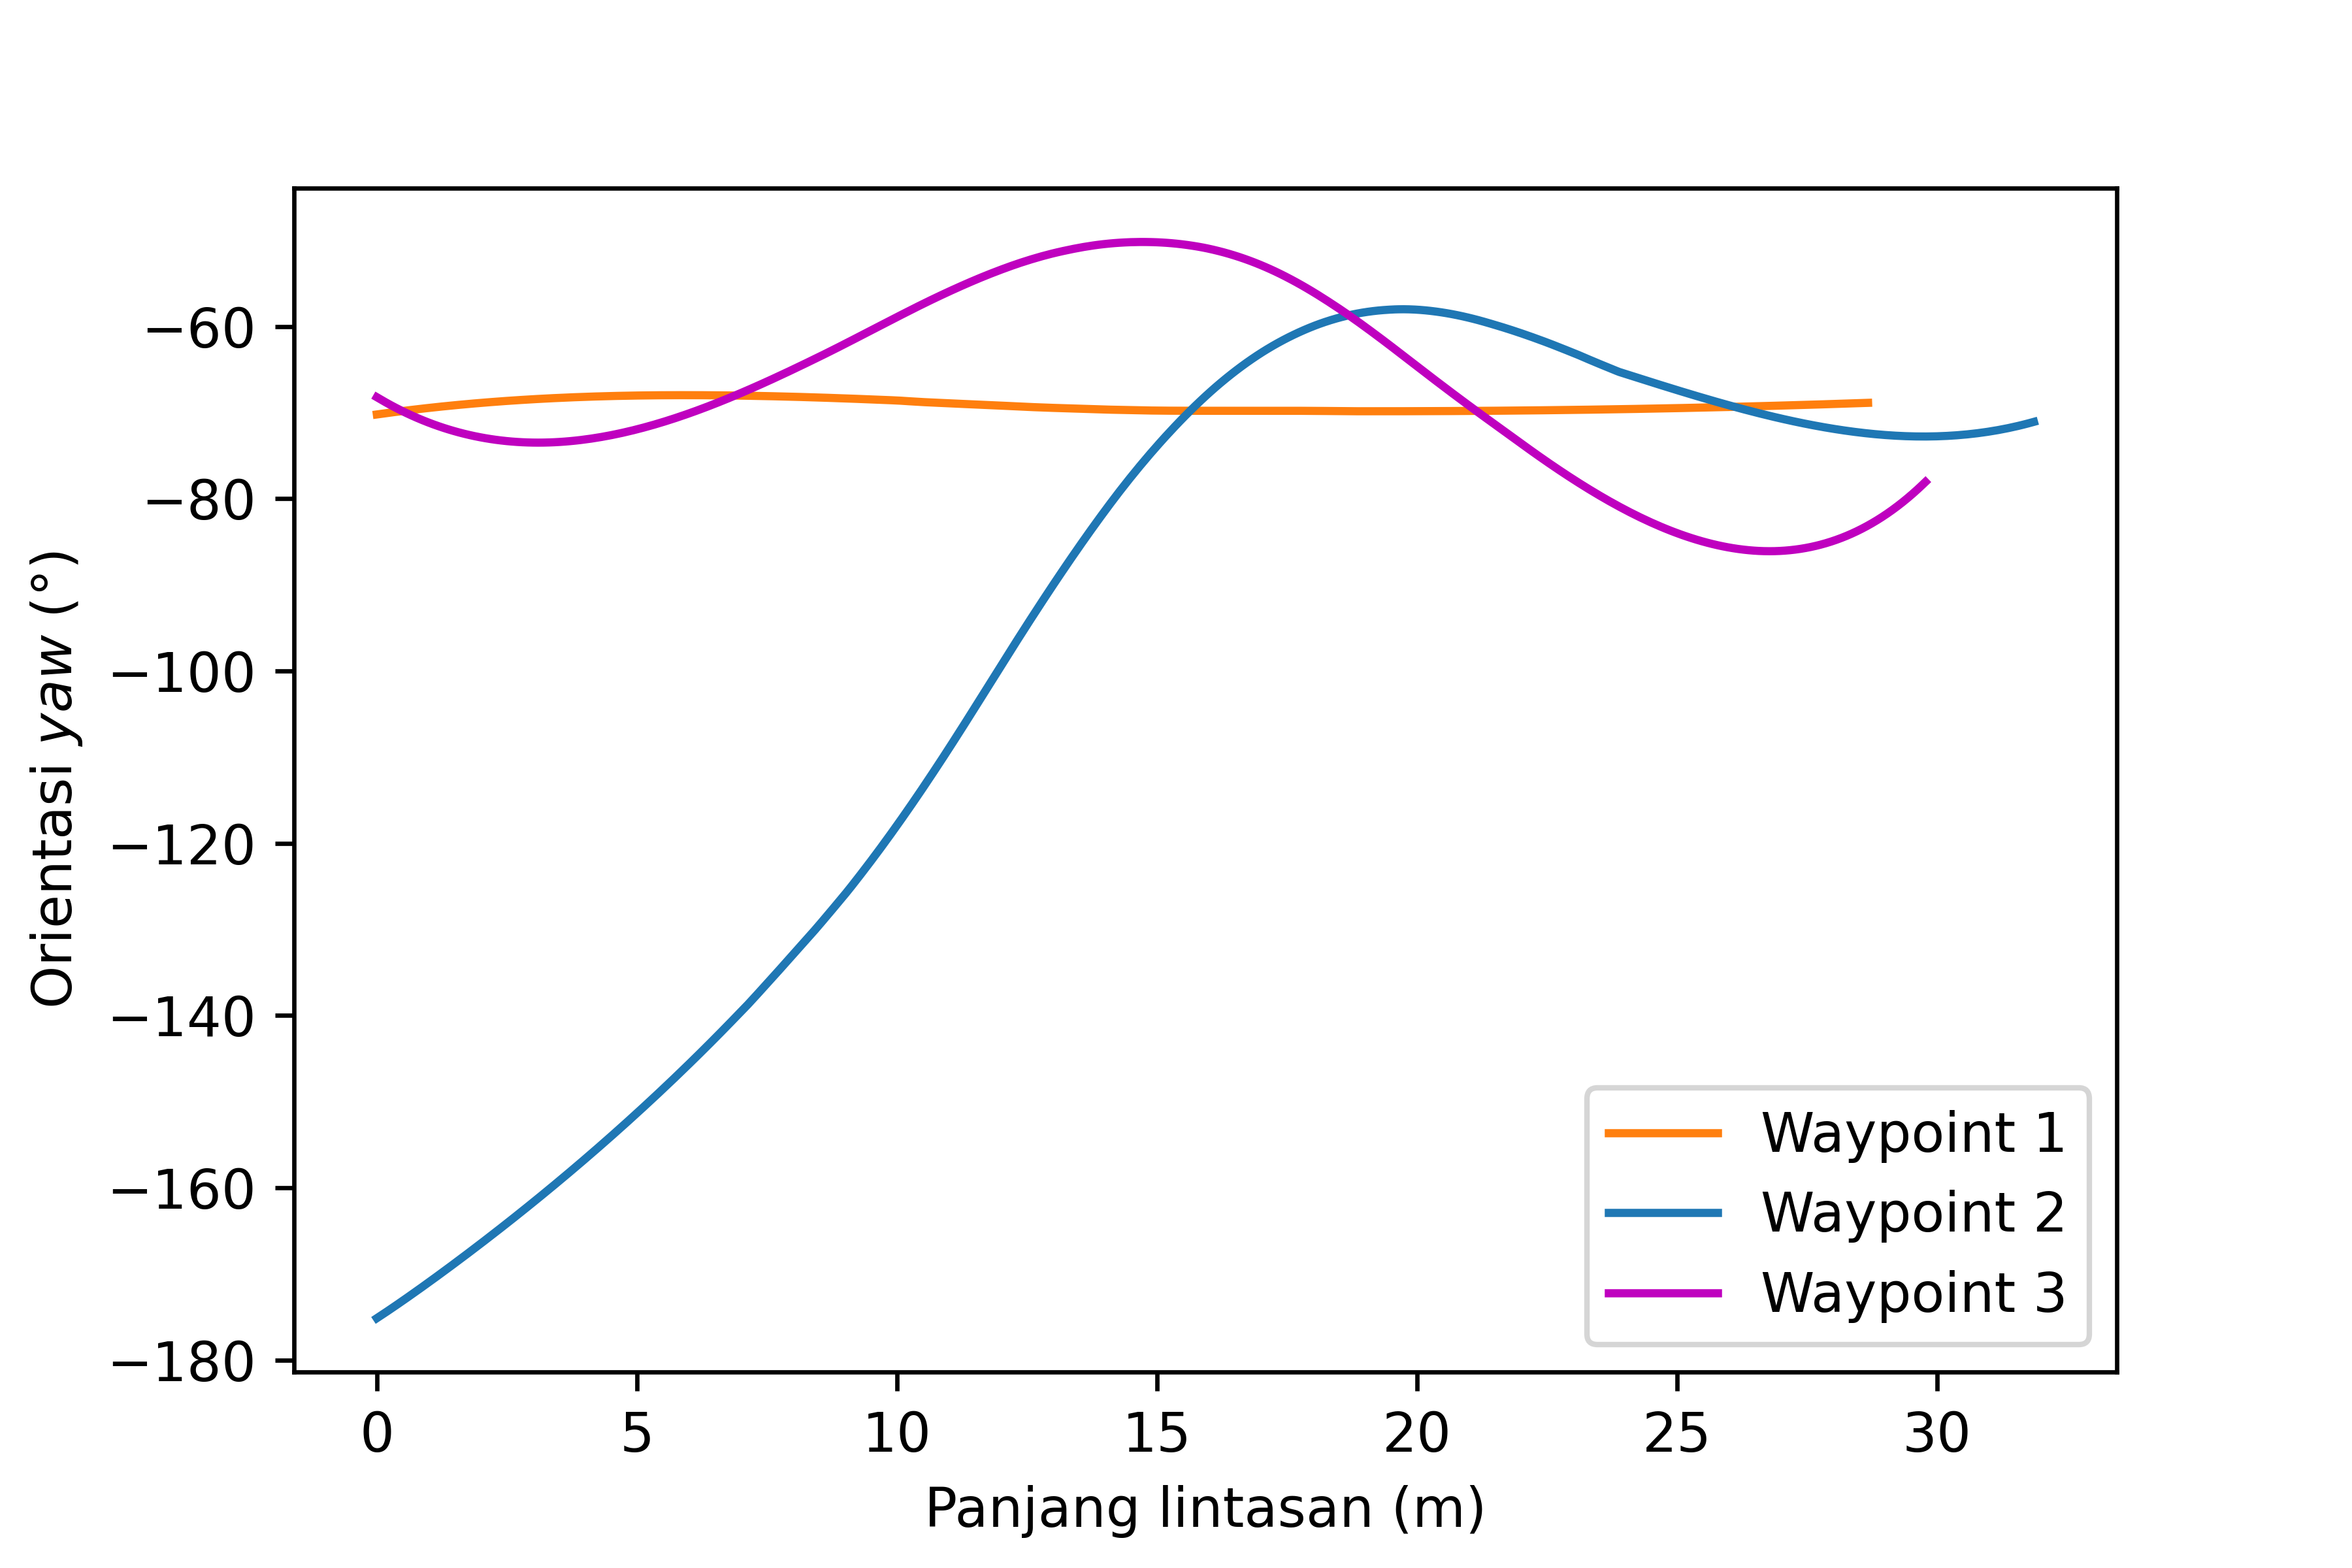 −60
−80
−100
−120
−140
−160
−180
Orientasi yaw (°)
0 5 10 15 20 25 30
Panjang lintasan (m)
Waypoint 1
Waypoint 2
Waypoint 3